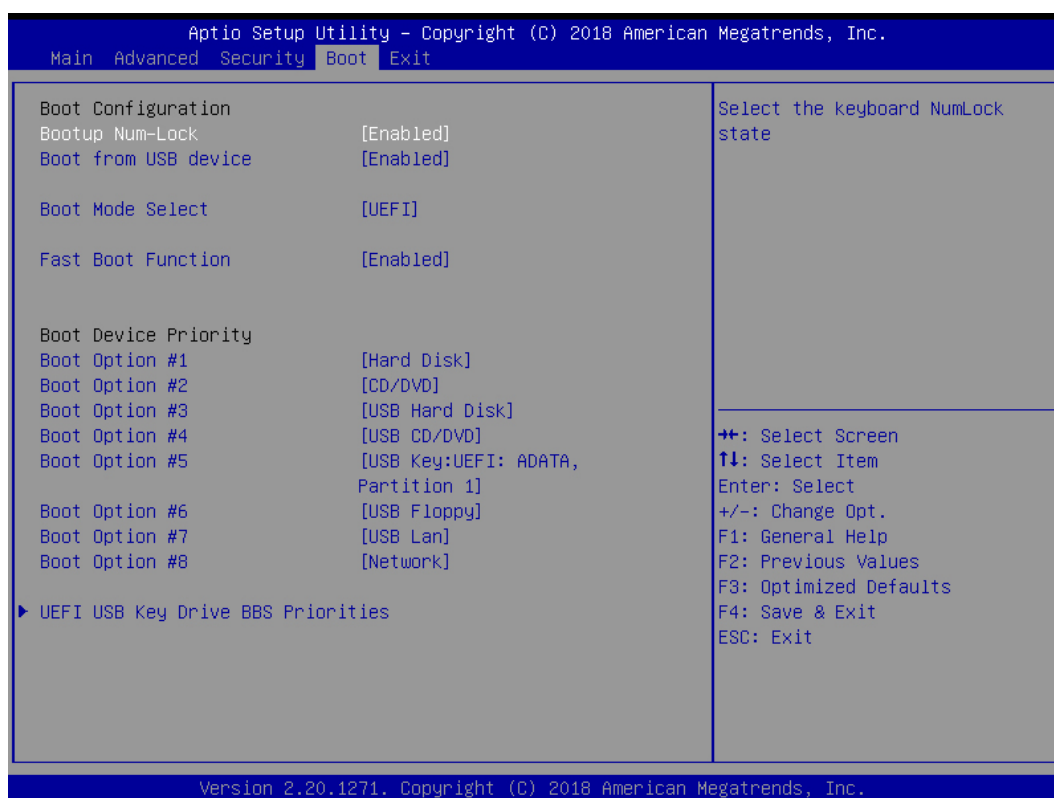 Aptio Setup Utility – Copyright (C) 2018 American Megatrends, Inc.
Main Advanced Security Boot Exit
Boot Configuration
Bootup Num-Lock [Enabled]
Boot from USB device [Enabled]
Boot Mode Select [UEFI]
Fast Boot Function [Enabled]
Boot Device Priority
Boot Option #1 [Hard Disk]
Boot Option #2 [CD/DVD]
Boot Option #3 [USB Hard Disk]
Boot Option #4 [USB CD/DVD]
Boot Option #5 [USB Key:UEFI: ADATA,
Partition 1]
Boot Option #6 [USB Floppy]
Boot Option #7 [USB Lan]
Boot Option #8 [Network]
▶ UEFI USB Key Drive BBS Priorities
Select the keyboard NumLock
state
→←: Select Screen
↑↓: Select Item
Enter: Select
+/-: Change Opt.
F1: General Help
F2: Previous Values
F3: Optimized Defaults
F4: Save & Exit
ESC: Exit
Version 2.20.1271. Copyright (C) 2018 American Megatrends, Inc.